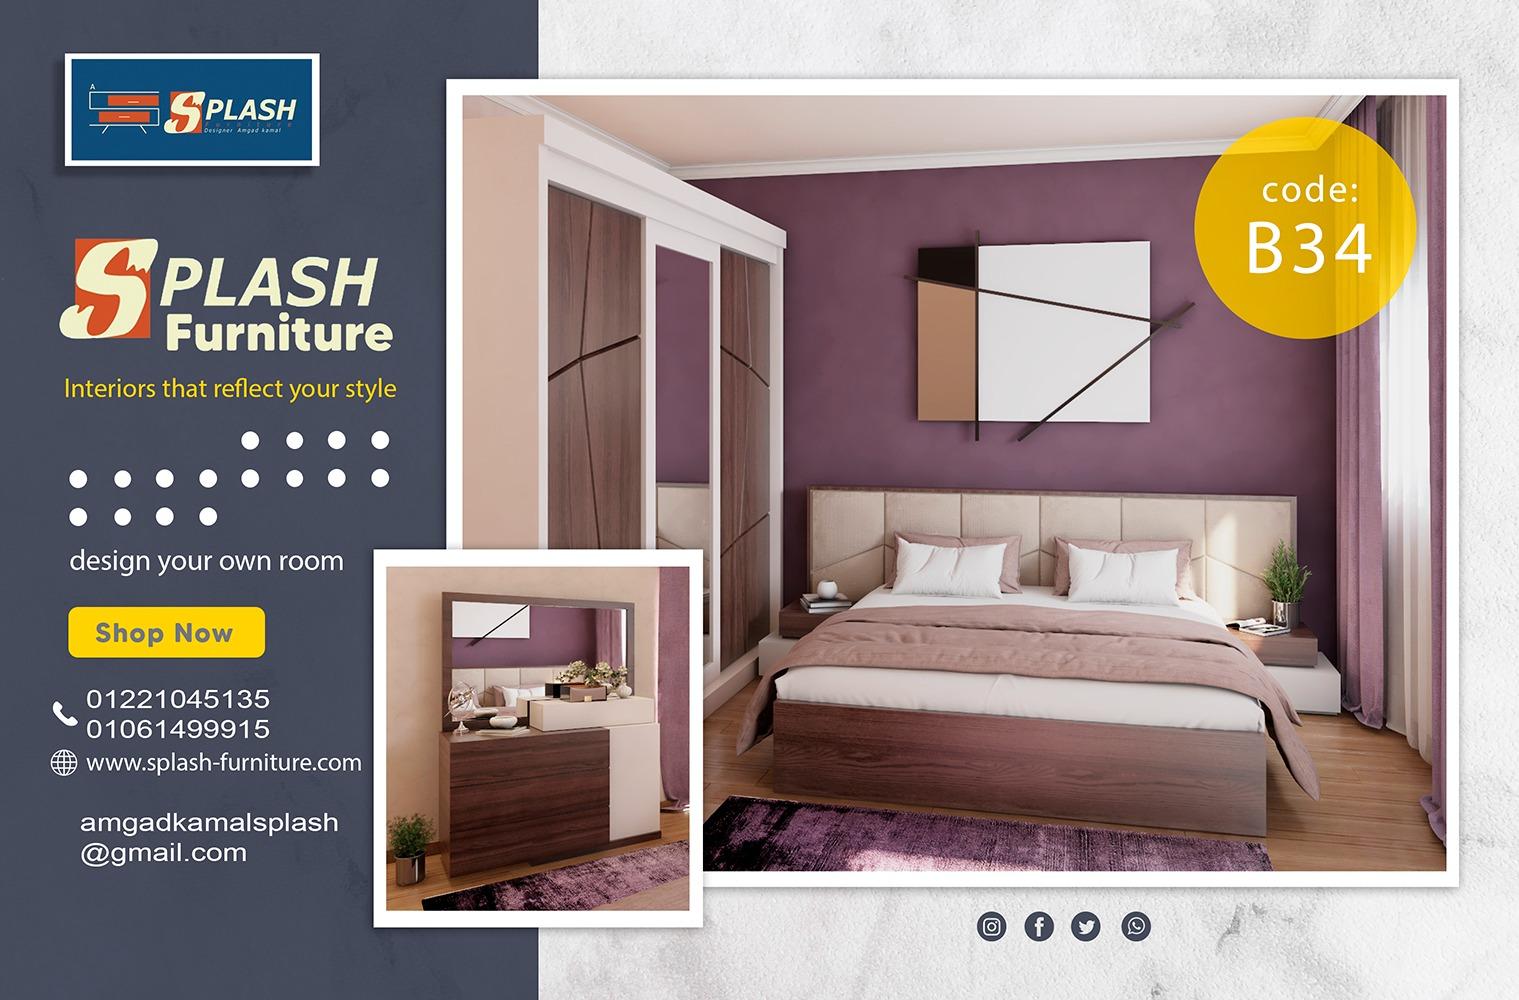 A
SPLASH
Furniture
Designer Amgad kamal
SPLASH
Furniture
Interiors that reflect your style
design your own room
Shop Now
01221045135
01061499915
www.splash-furniture.com
amgadkamalsplash
@gmail.com
code:
B34